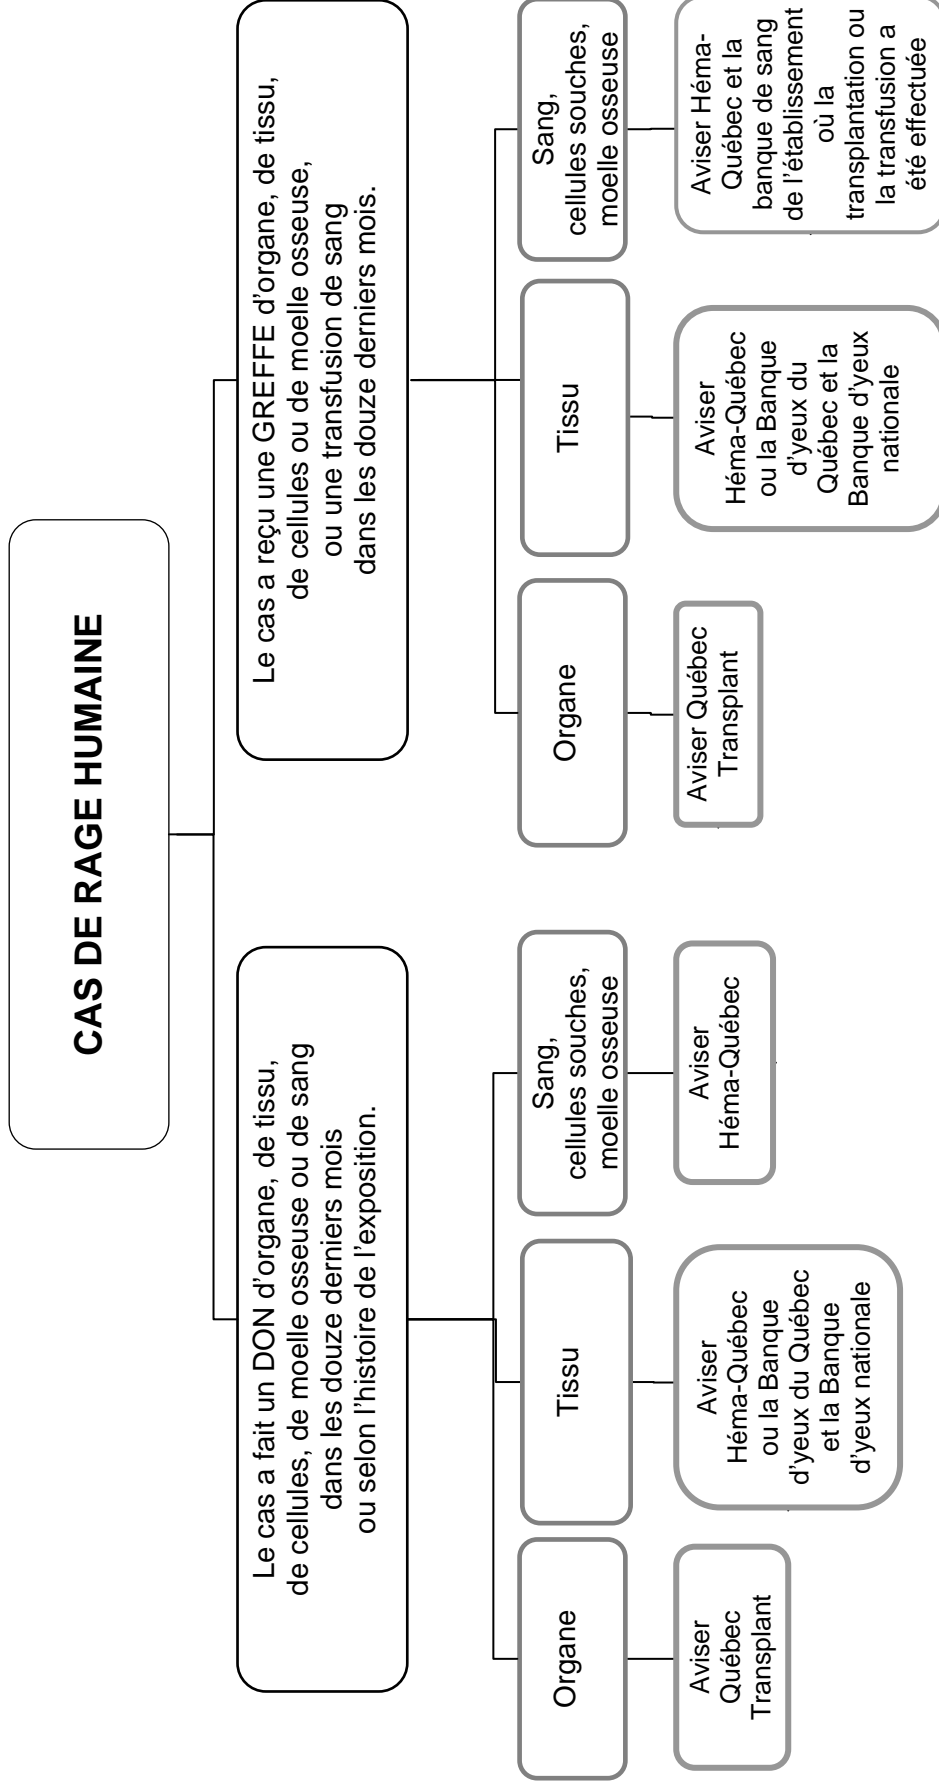 CAS DE RAGE HUMAINE
Le cas a fait un DON d'organe, de tissu,
de cellules, de moelle osseuse ou de sang
dans les douze derniers mois
ou selon l'histoire de l'exposition.
Organe
Aviser
Québec
Transplant
Tissu
Aviser
Héma-Québec
ou la Banque
d'yeux du Québec
et la Banque
d'yeux nationale
Sang,
cellules souches,
moelle osseuse
Aviser
Héma-Québec
Le cas a reçu une GREFFE d'organe, de tissu,
de cellules ou de moelle osseuse,
ou une transfusion de sang
dans les douze derniers mois.
Organe
Aviser Québec
Transplant
Tissu
Aviser
Héma-Québec
ou la Banque
d'yeux du
Québec et la
Banque d'yeux
nationale
Sang,
cellules souches,
moelle osseuse
Aviser Héma-
Québec et la
banque de sang
de l'établissement
où la
transplantation ou
la transfusion a
été effectuée